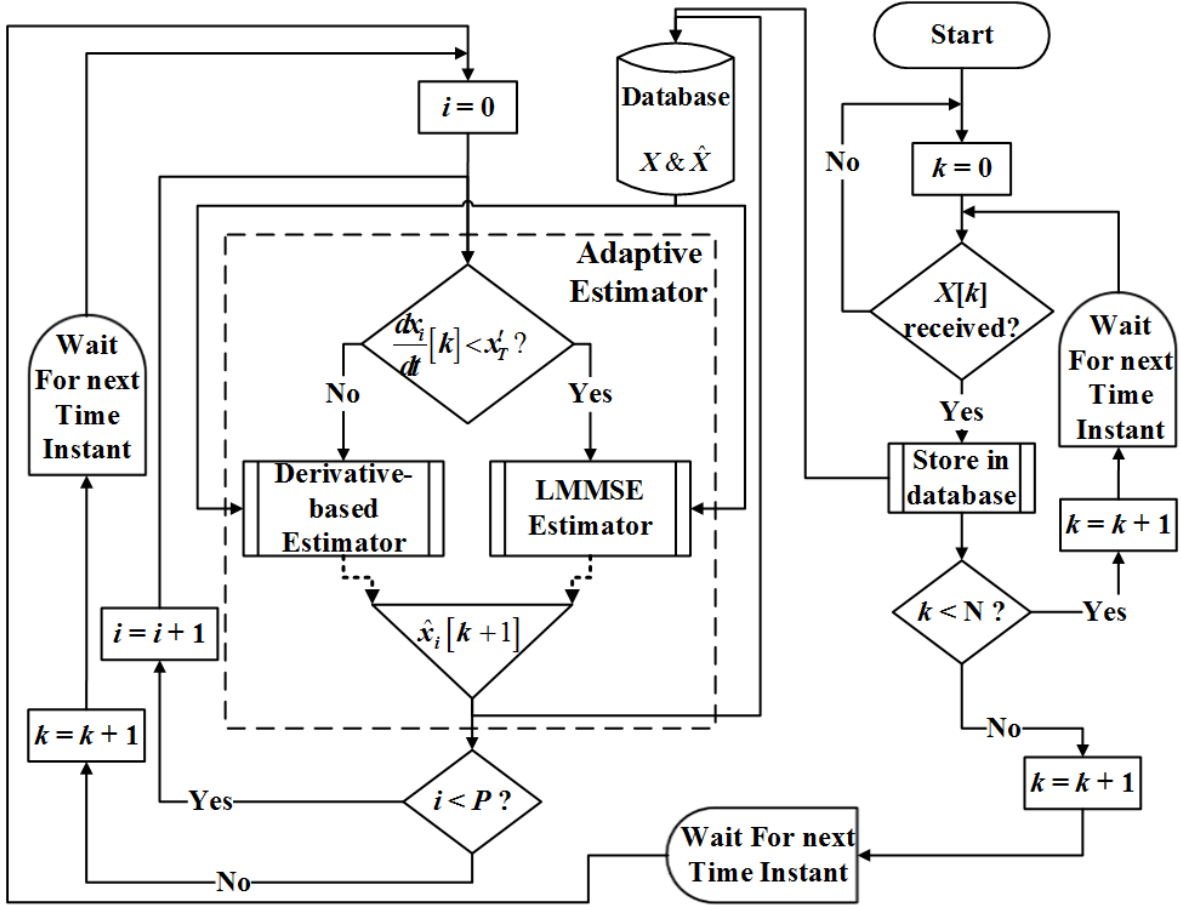 Start
k = 0
No
X[k]
received?
Yes
Store in
database
k < N ?
Yes
k = k + 1
Wait
For next
Time
Instant
No
k = k + 1
Wait For next
Time Instant
Database
X & X̂
i = 0
Adaptive
Estimator
dxᵢ/dt [k] < x′_T ?
No
Yes
Derivative-
based
Estimator
LMMSE
Estimator
x̂ᵢ [k + 1]
i < P ?
Yes
i = i + 1
No
k = k + 1
Wait
For next
Time
Instant